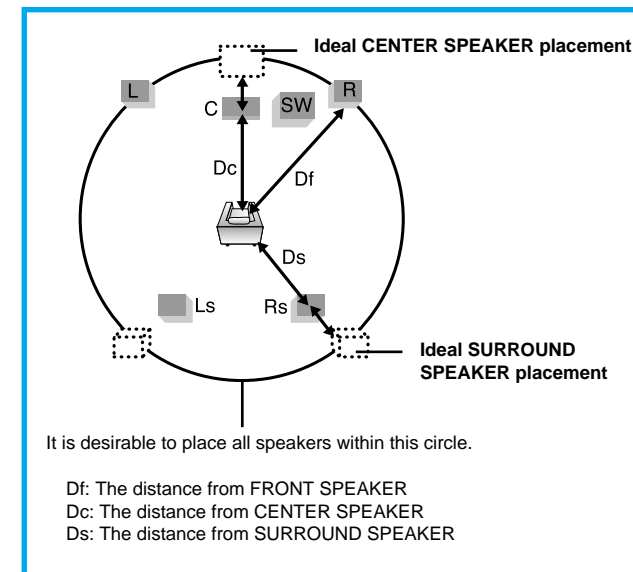 Ideal CENTER SPEAKER placement
L
R
C
SW
Dc
Df
Ds
Ls
Rs
Ideal SURROUND
SPEAKER placement
It is desirable to place all speakers within this circle.
Df: The distance from FRONT SPEAKER
Dc: The distance from CENTER SPEAKER
Ds: The distance from SURROUND SPEAKER